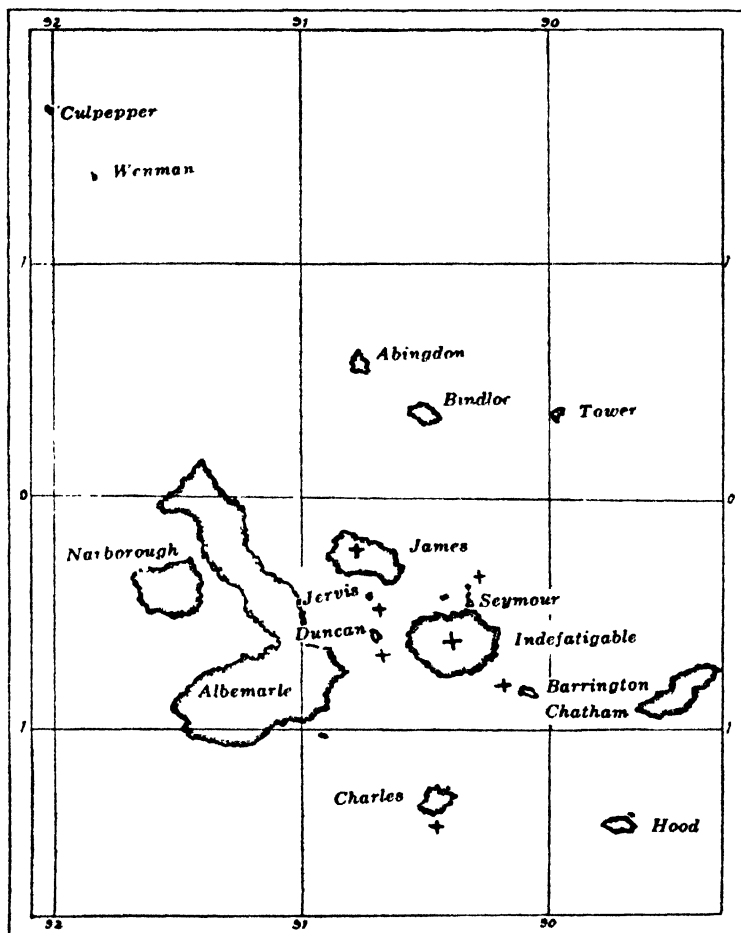 92 91 90
Culpepper
Wenman
1 1
Abingdon
Bindloe
Tower
0 0
James
Narborough
Jervis
Seymour
Duncan
Indefatigable
Albemarle
Barrington
Chatham
1 1
Charles
Hood
92 91 90